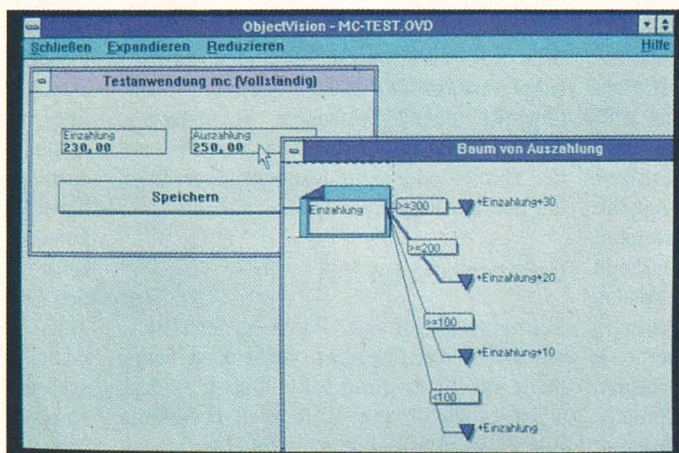 ObjectVision - MC-TEST.OVD
Schließen Expandieren Reduzieren Hilfe
Testanwendung mc (Vollständig)
Einzahlung
230,00
Auszahlung
250,00
Speichern
Baum von Auszahlung
Einzahlung
>=300
+Einzahlung+30
>=200
+Einzahlung+20
>=100
+Einzahlung+10
<100
+Einzahlung